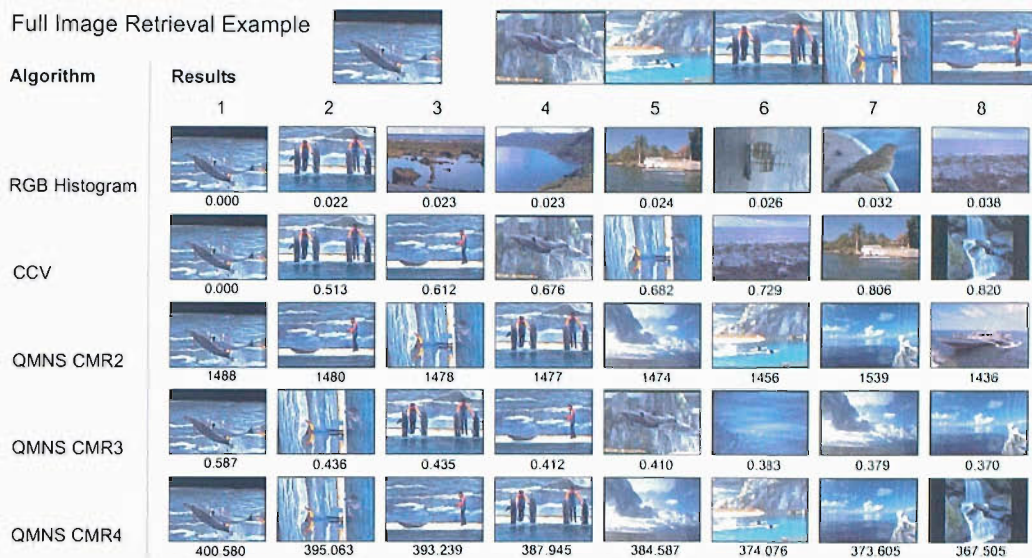 Full Image Retrieval Example
Algorithm Results
1 2 3 4 5 6 7 8
RGB Histogram
0.000 0.022 0.023 0.023 0.024 0.026 0.032 0.038
CCV
0.000 0.513 0.612 0.676 0.682 0.729 0.806 0.820
QMNS CMR2
1488 1480 1478 1477 1474 1456 1539 1436
QMNS CMR3
0.587 0.436 0.435 0.412 0.410 0.383 0.379 0.370
QMNS CMR4
400.580 395.063 393.239 387.945 384.587 374.076 373.605 367.505